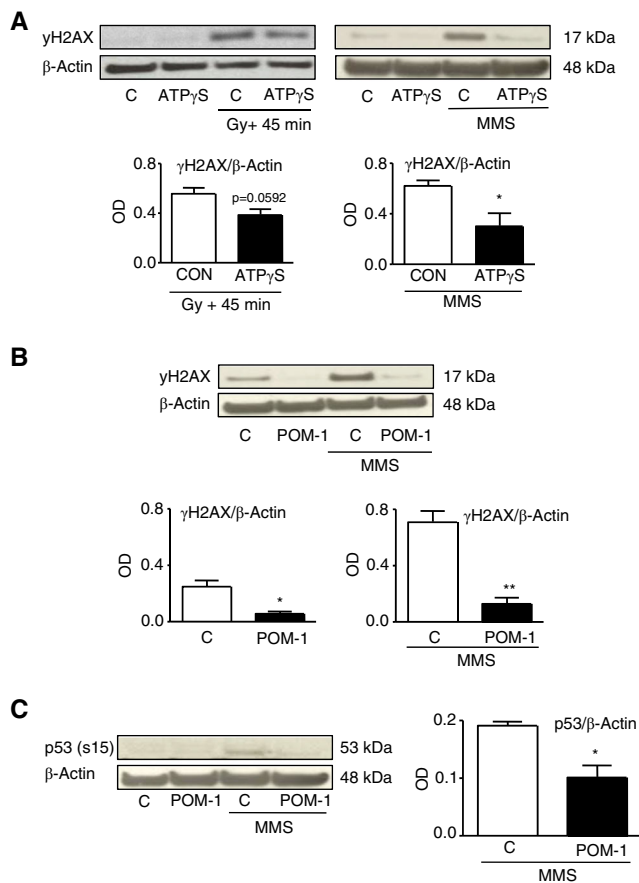 A
yH2AX 17 kDa
β-Actin 48 kDa
C ATPγS C ATPγS C ATPγS C ATPγS
Gy+ 45 min MMS
γH2AX/β-Actin γH2AX/β-Actin
0.8 0.8
p=0.0592 *
OD 0.4 OD 0.4
0.0 0.0
CON ATPγS CON ATPγS
Gy + 45 min MMS
B
yH2AX 17 kDa
β-Actin 48 kDa
C POM-1 C POM-1
MMS
0.8 γH2AX/β-Actin 0.8 γH2AX/β-Actin
OD 0.4 OD 0.4
* **
0.0 0.0
C POM-1 C POM-1
MMS
C
p53 (s15) 53 kDa
β-Actin 48 kDa
C POM-1 C POM-1
MMS
0.2 p53/β-Actin
*
OD 0.1
0.0
C POM-1
MMS